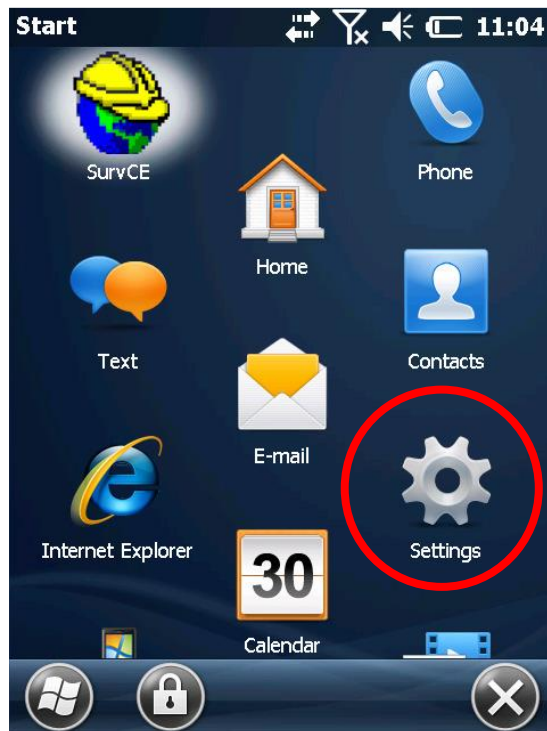 Start 11:04
SurvCE
Phone
Home
Text
Contacts
E-mail
Internet Explorer
Settings
30
Calendar